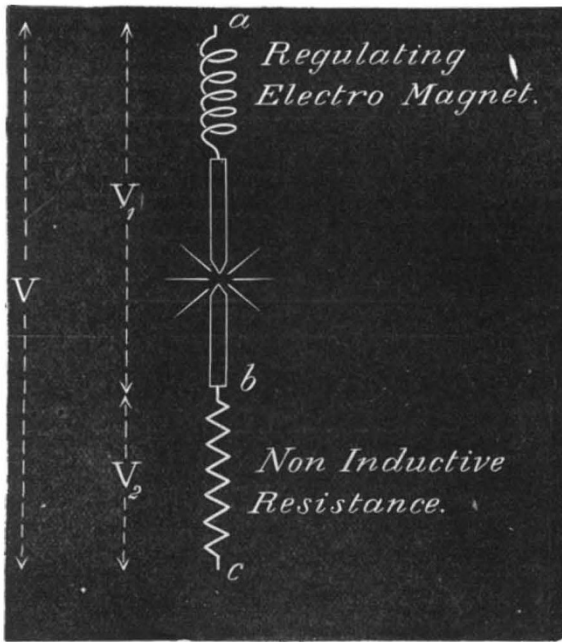 a
Regulating
Electro Magnet.
V₁
V
b
V₂
Non Inductive
Resistance.
c